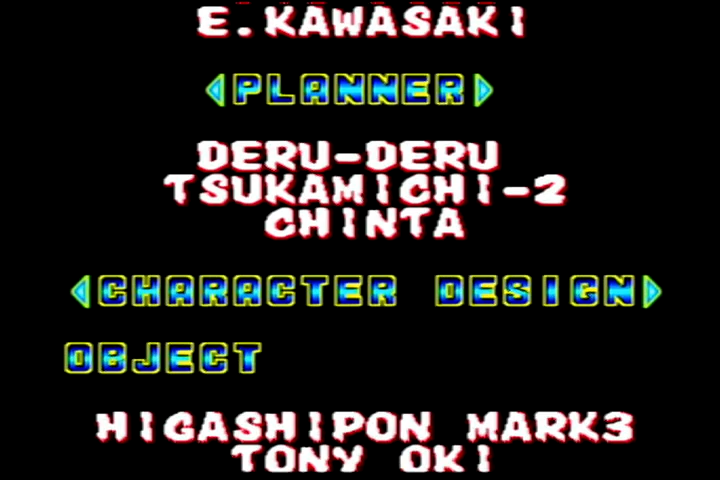 E.KAWASAKI
PLANNER
DERU-DERU
TSUKAMICHI-2
CHINTA
CHARACTER DESIGN
OBJECT
HIGASHIPON MARK3
TONY OKI